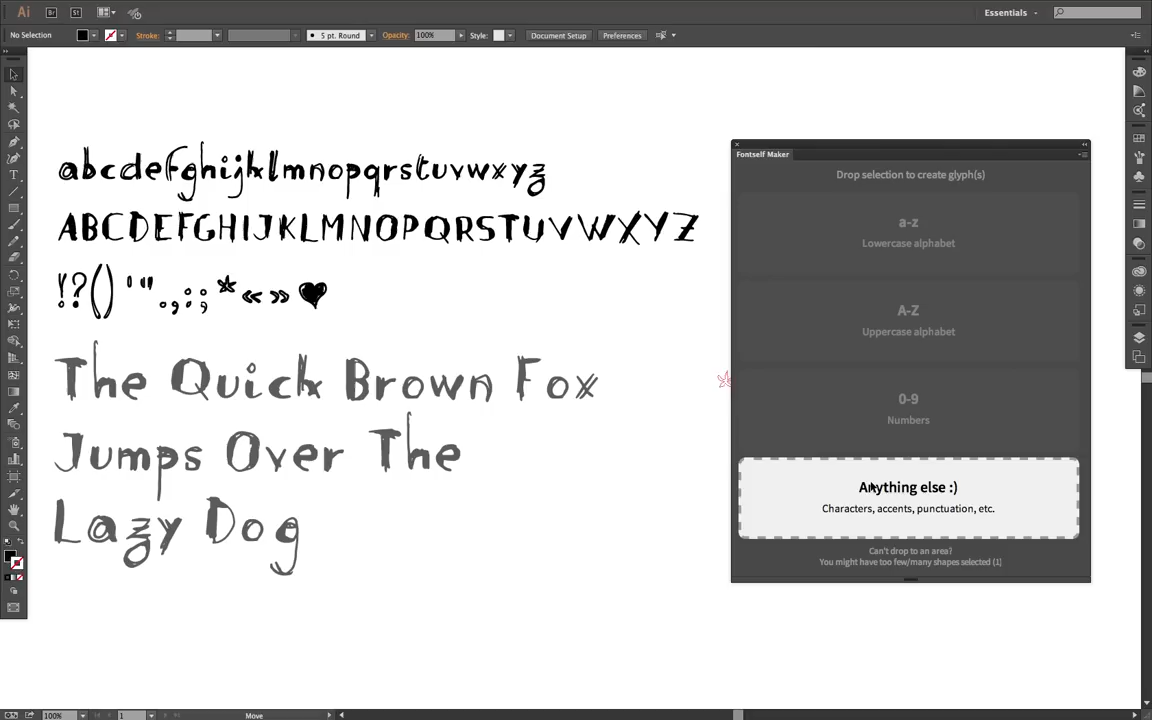 Ai Br St Essentials
No Selection Stroke: 5 pt. Round Opacity: 100% Style: Document Setup Preferences
Fontself Maker
Drop selection to create glyph(s)
a-z
Lowercase alphabet
A-Z
Uppercase alphabet
0-9
Numbers
Anything else :)
Characters, accents, punctuation, etc.
Can't drop to an area?
You might have too few/many shapes selected (1)
abcdefghijklmnopqrstuvwxyz
ABCDEFGHIJKLMNOPQRSTUVWXYZ
!?() '" .,:; * « » ♥
The Quick Brown Fox
Jumps Over The
Lazy Dog
100% 1 Move